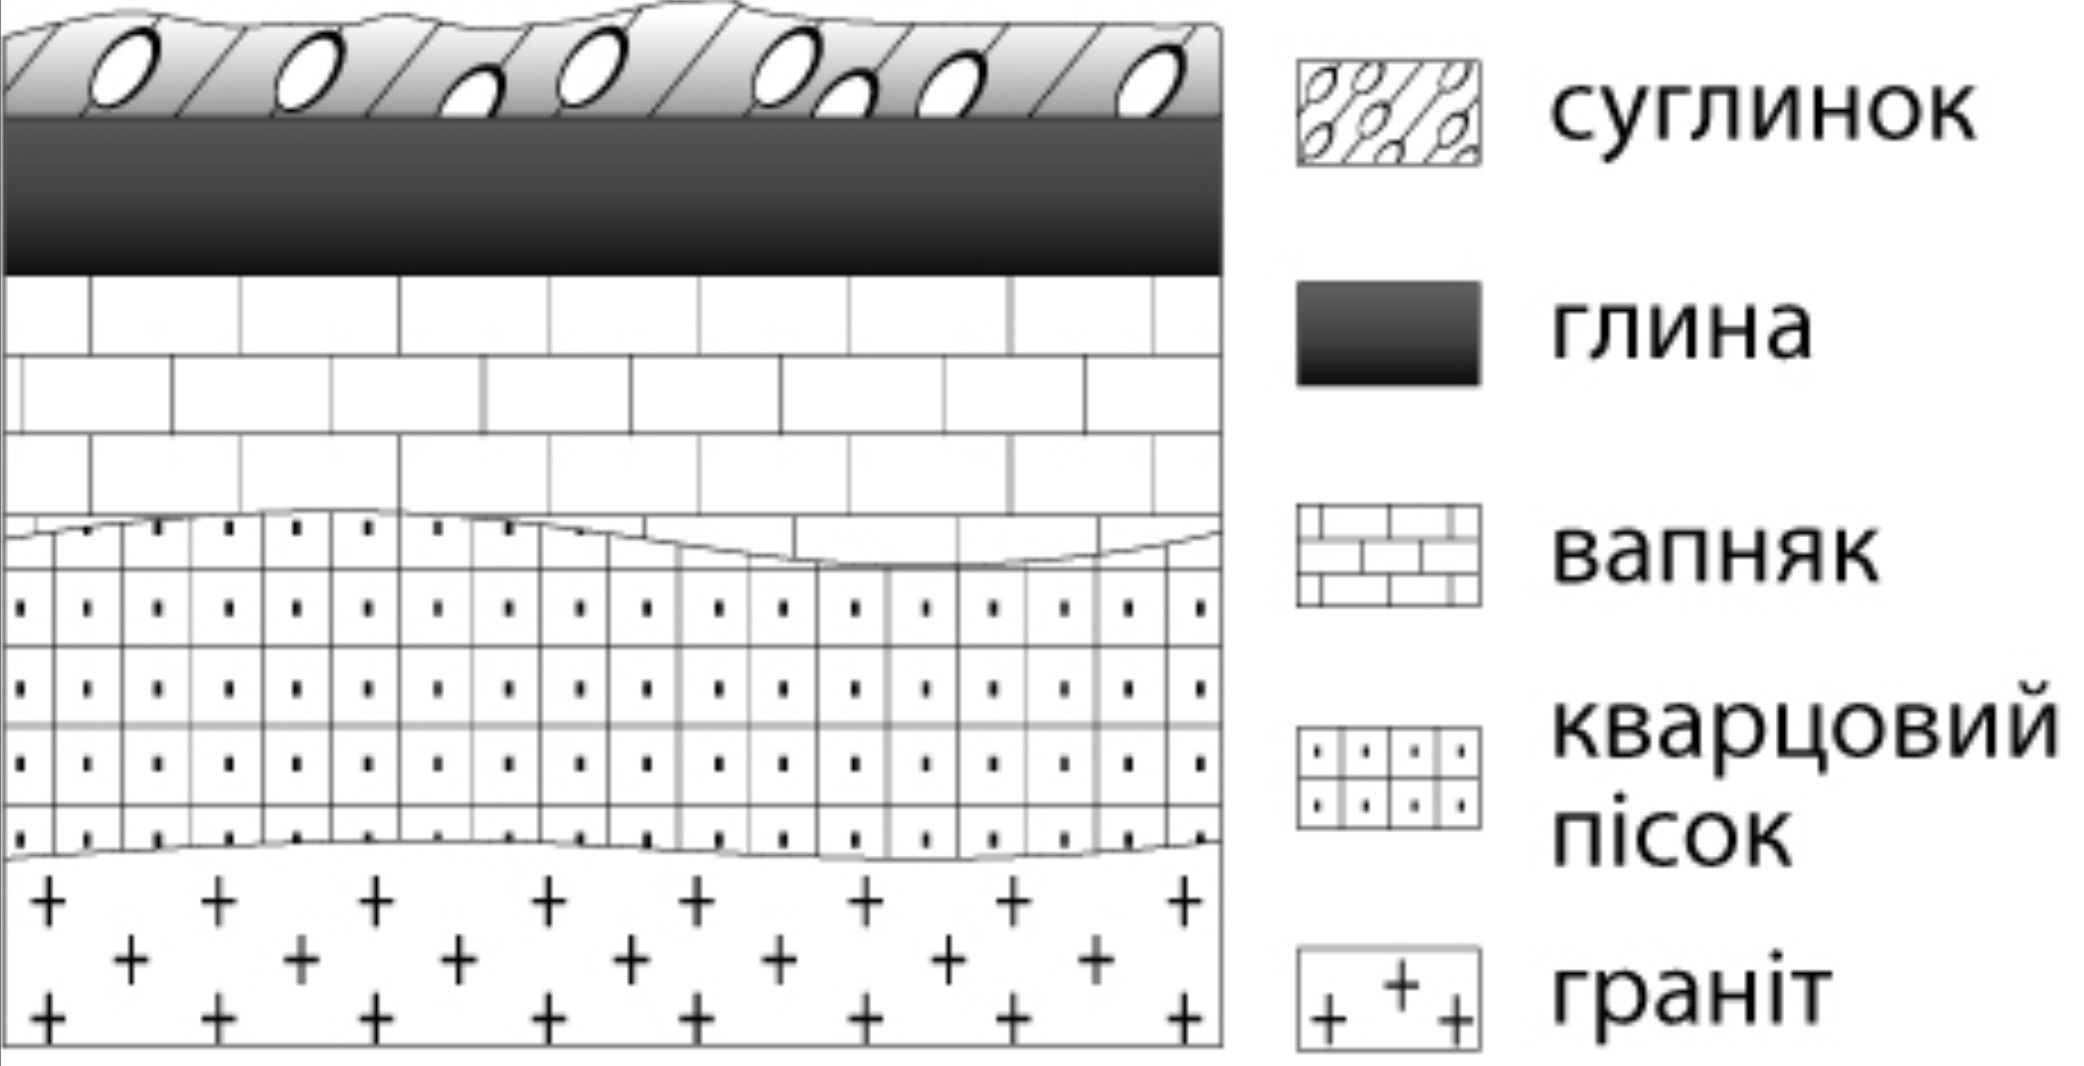 суглинок
глина
вапняк
кварцовий
пісок
граніт